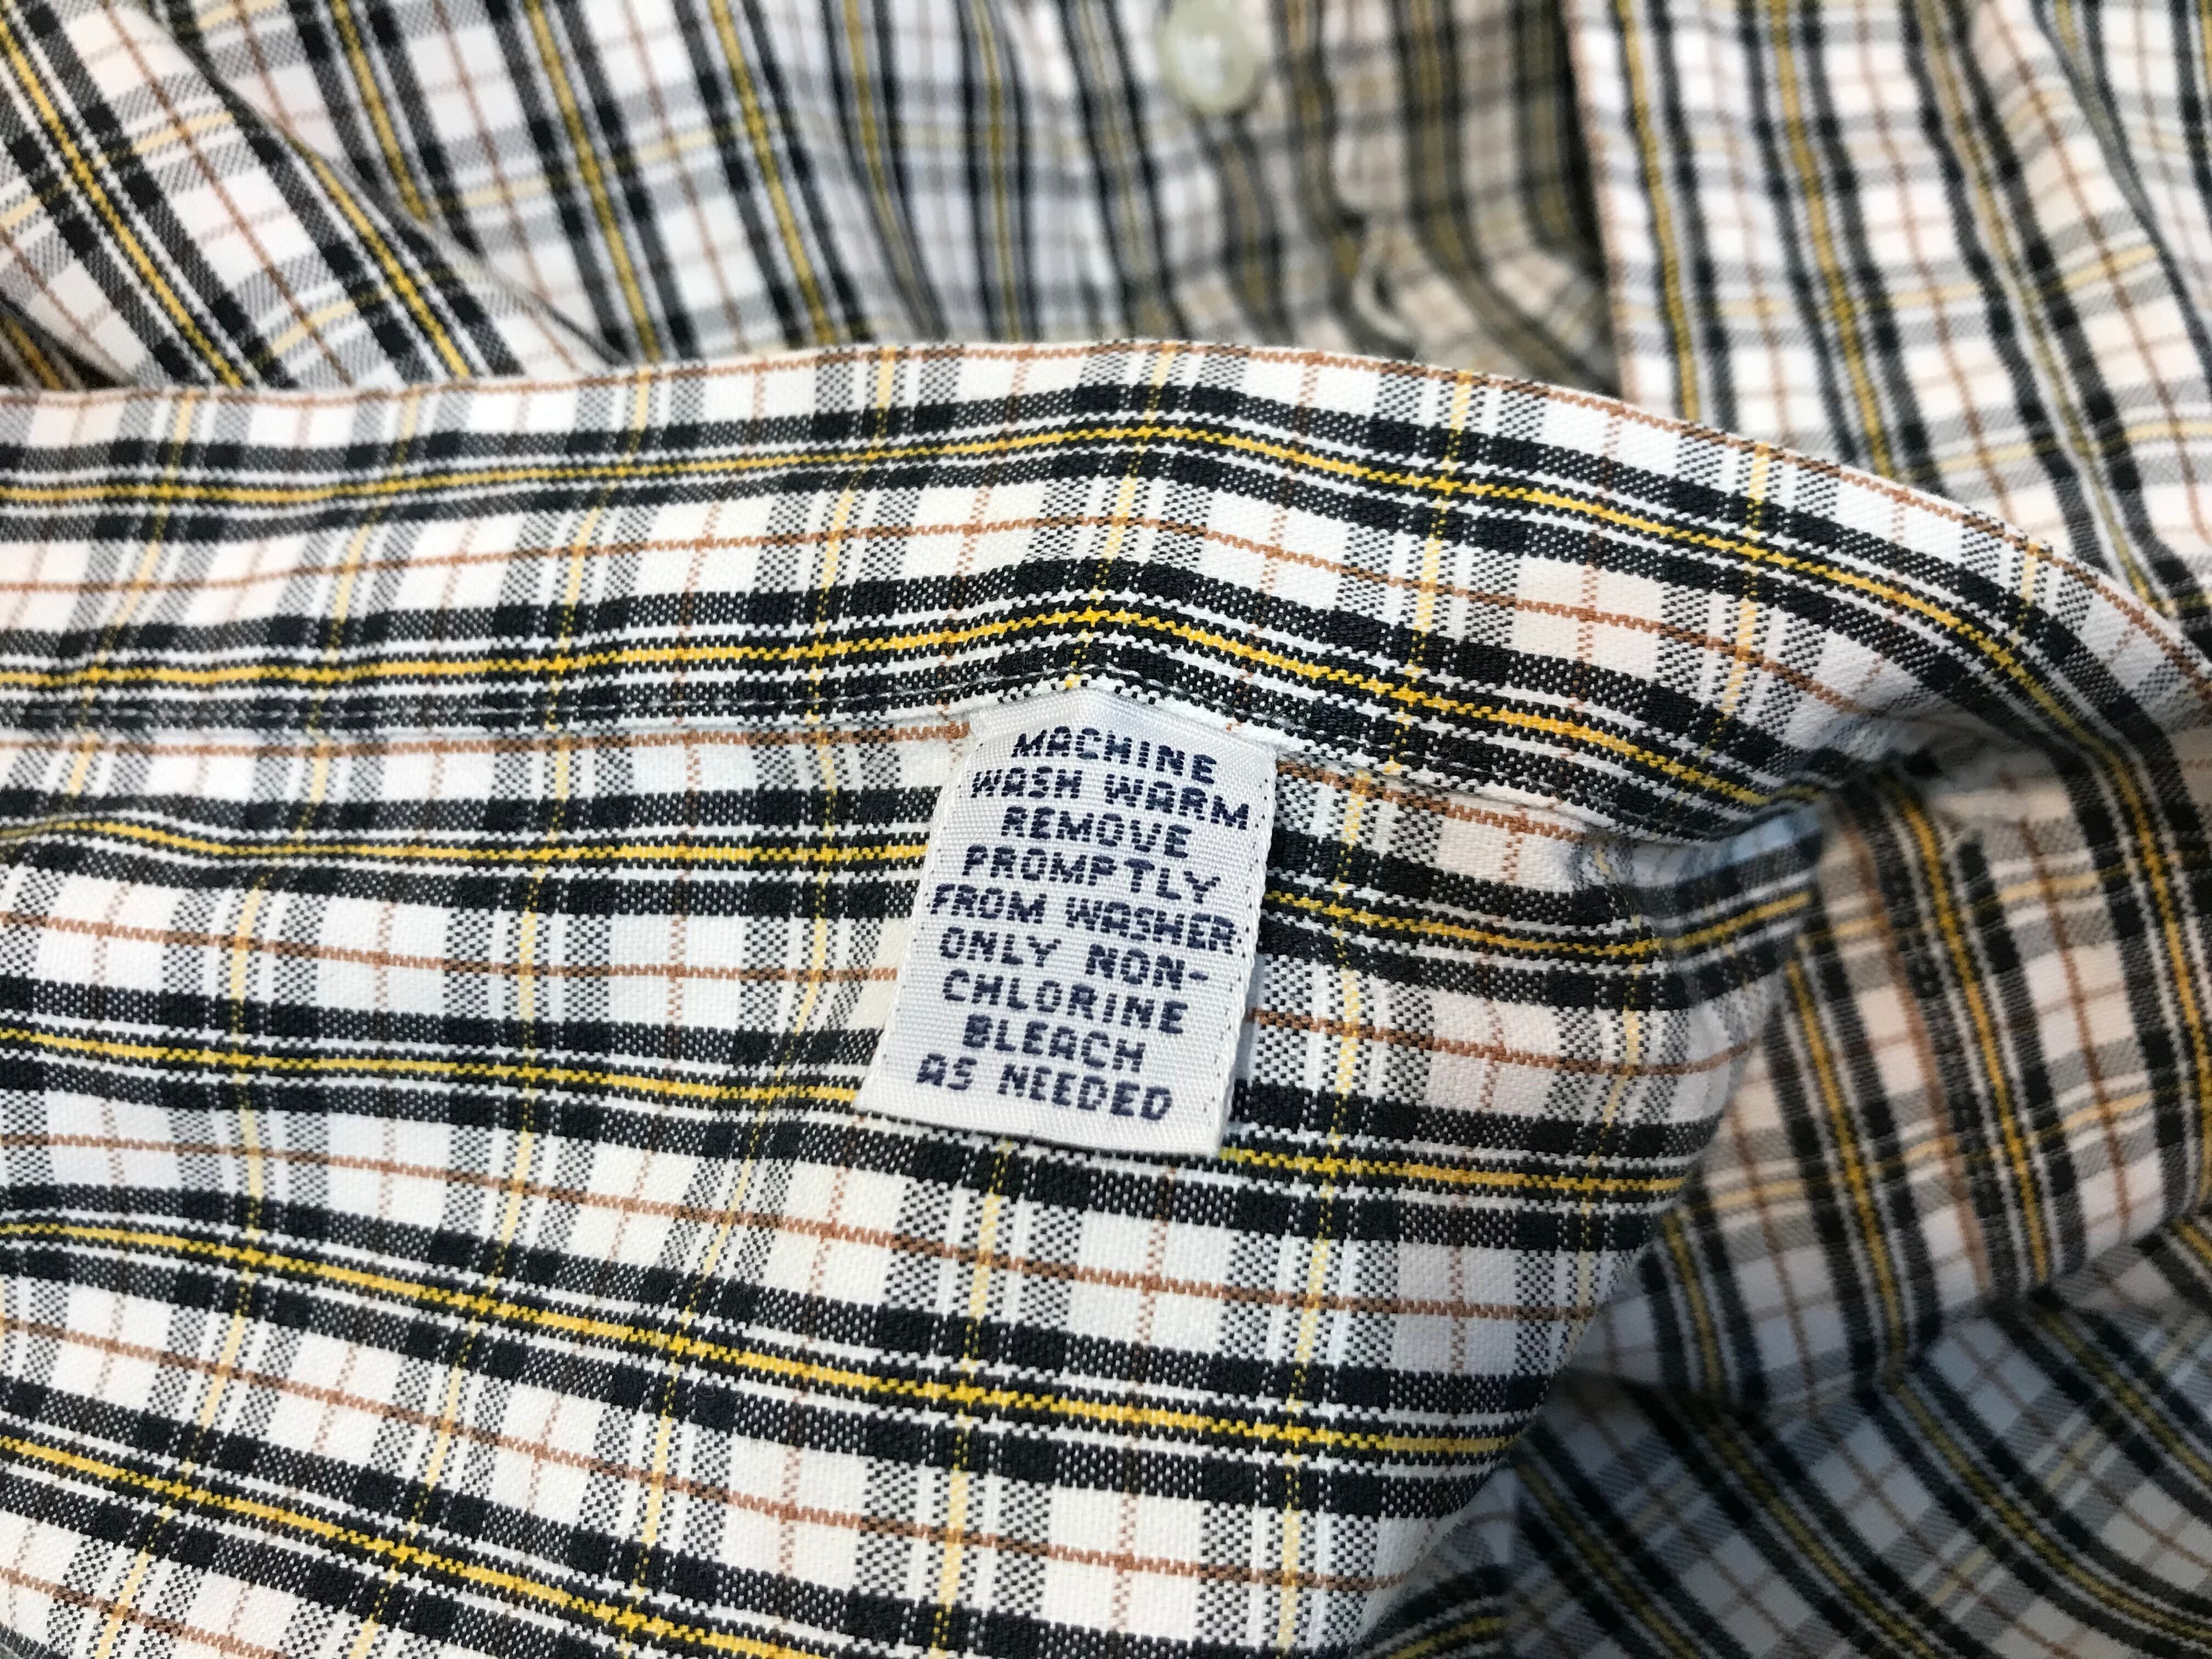 MACHINE
WASH WARM
REMOVE
PROMPTLY
FROM WASHER
ONLY NON-
CHLORINE
BLEACH
AS NEEDED